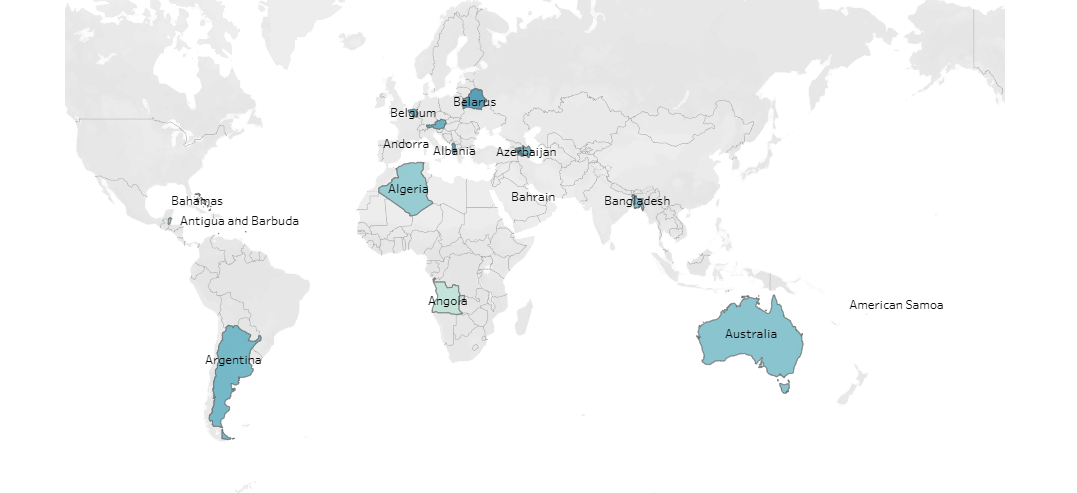 Belarus
Belgium
Andorra
Albania
Azerbaijan
Algeria
Bahrain
Bahamas
Bangladesh
Antigua and Barbuda
Angola
American Samoa
Australia
Argentina